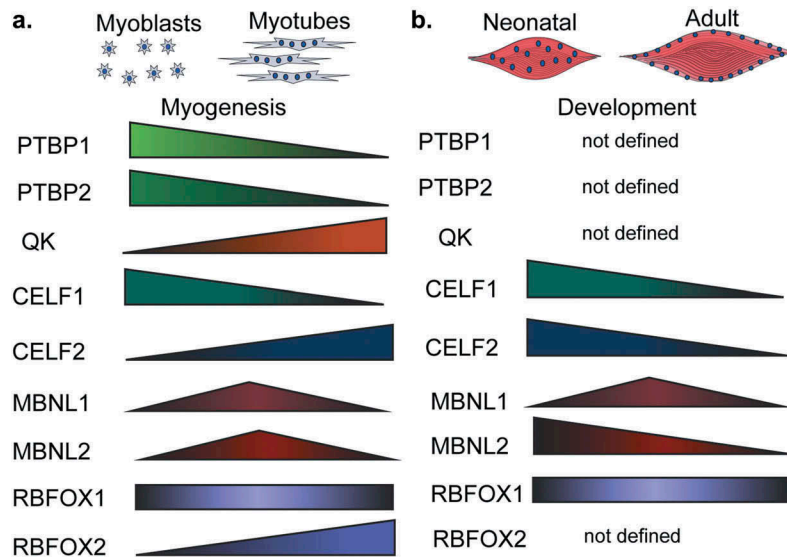 a.
Myoblasts
Myotubes
Myogenesis
PTBP1
PTBP2
QK
CELF1
CELF2
MBNL1
MBNL2
RBFOX1
RBFOX2
b.
Neonatal
Adult
Development
PTBP1 not defined
PTBP2 not defined
QK not defined
CELF1
CELF2
MBNL1
MBNL2
RBFOX1
RBFOX2 not defined